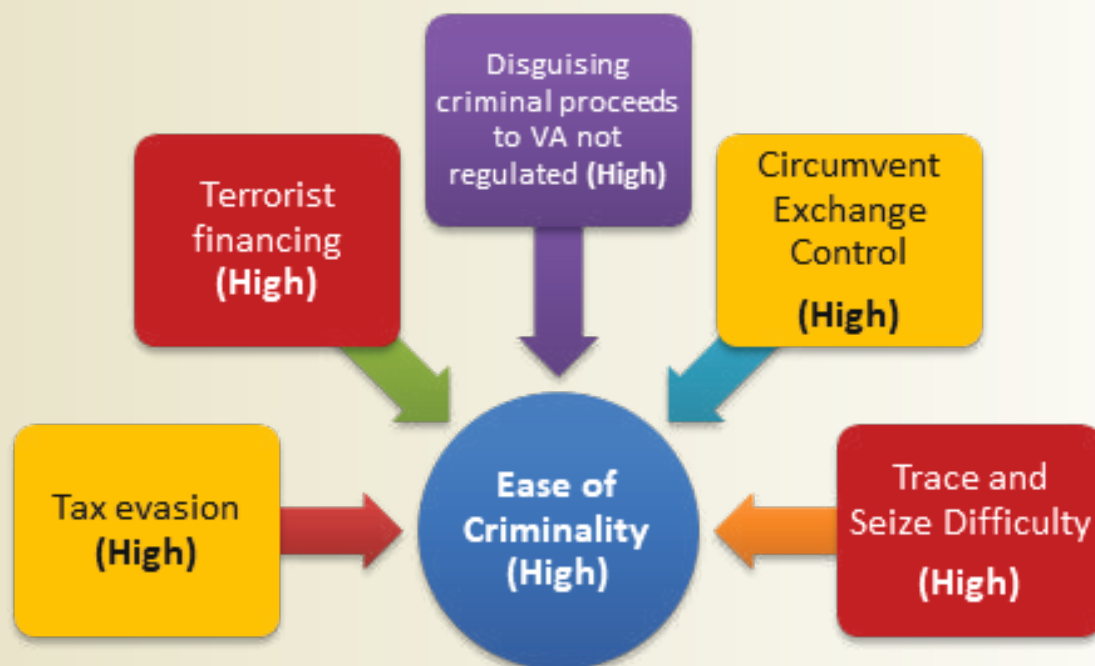 Disguising
criminal proceeds
to VA not
regulated (High)
Terrorist
financing
(High)
Circumvent
Exchange
Control
(High)
Tax evasion
(High)
Ease of
Criminality
(High)
Trace and
Seize Difficulty
(High)